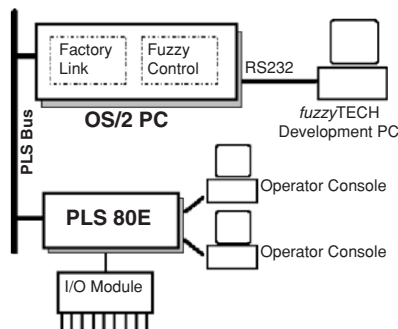 Factory
Link
Fuzzy
Control
RS232
OS/2 PC
fuzzyTECH
Development PC
PLS Bus
PLS 80E
Operator Console
Operator Console
I/O Module